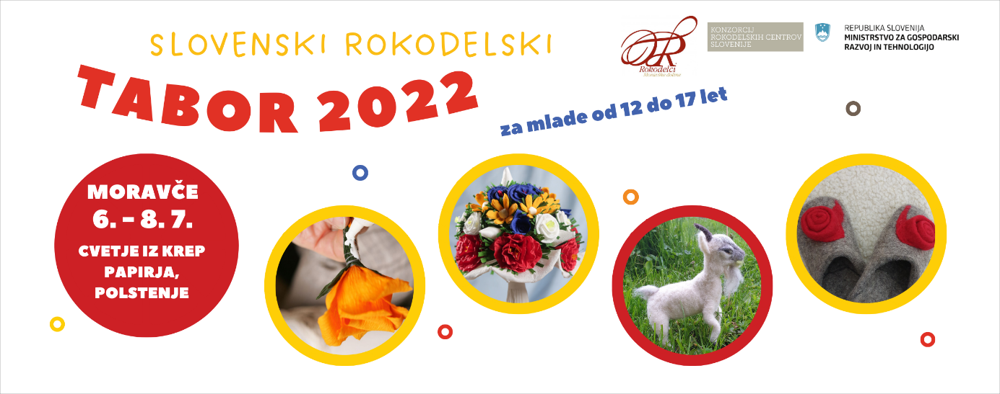 SLOVENSKI ROKODELSKI
TABOR 2022
za mlade od 12 do 17 let
Rokodelci
Moravške doline
KONZORCIJ
ROKODELSKIH CENTROV
SLOVENIJE
REPUBLIKA SLOVENIJA
MINISTRSTVO ZA GOSPODARSKI
RAZVOJ IN TEHNOLOGIJO
MORAVČE
6. – 8. 7.
CVETJE IZ KREP
PAPIRJA,
POLSTENJE